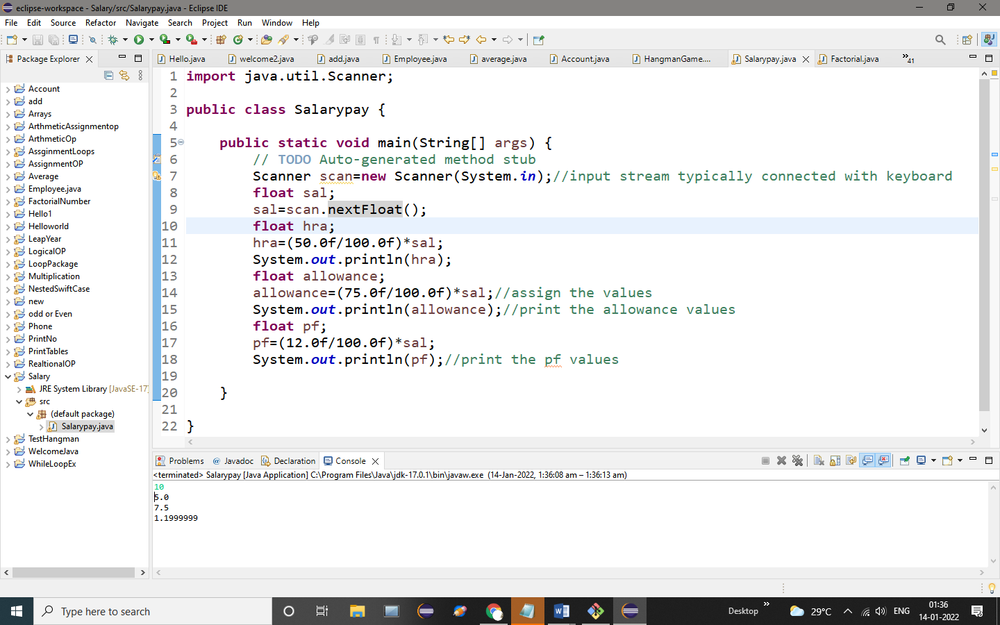 eclipse-workspace - Salary/src/Salarypay.java - Eclipse IDE
File Edit Source Refactor Navigate Search Project Run Window Help
Package Explorer
Hello.java welcome2.java add.java Employee.java average.java Account.java HangmanGame.... Salarypay.java Factorial.java »41
Account
add
Arrays
ArthmeticAssignmentop
ArthmeticOp
AssginmentLoops
AssignmentOP
Average
Employee.java
FactorialNumber
Hello1
Helloworld
LeapYear
LogicalOP
LoopPackage
Multiplication
NestedSwiftCase
new
odd or Even
Phone
PrintNo
PrintTables
RealtionalOP
Salary
JRE System Library [JavaSE-17]
src
(default package)
Salarypay.java
TestHangman
WelcomeJava
WhileLoopEx
1 import java.util.Scanner;
2
3 public class Salarypay {
4
5 public static void main(String[] args) {
6 // TODO Auto-generated method stub
7 Scanner scan=new Scanner(System.in);//input stream typically connected with keyboard
8 float sal;
9 sal=scan.nextFloat();
10 float hra;
11 hra=(50.0f/100.0f)*sal;
12 System.out.println(hra);
13 float allowance;
14 allowance=(75.0f/100.0f)*sal;//assign the values
15 System.out.println(allowance);//print the allowance values
16 float pf;
17 pf=(12.0f/100.0f)*sal;
18 System.out.println(pf);//print the pf values
19
20 }
21
22 }
Problems @ Javadoc Declaration Console
<terminated> Salarypay [Java Application] C:\Program Files\Java\jdk-17.0.1\bin\javaw.exe (14-Jan-2022, 1:36:08 am – 1:36:13 am)
10
5.0
7.5
1.1999999
Type here to search
Desktop » 29°C ENG 01:36
14-01-2022